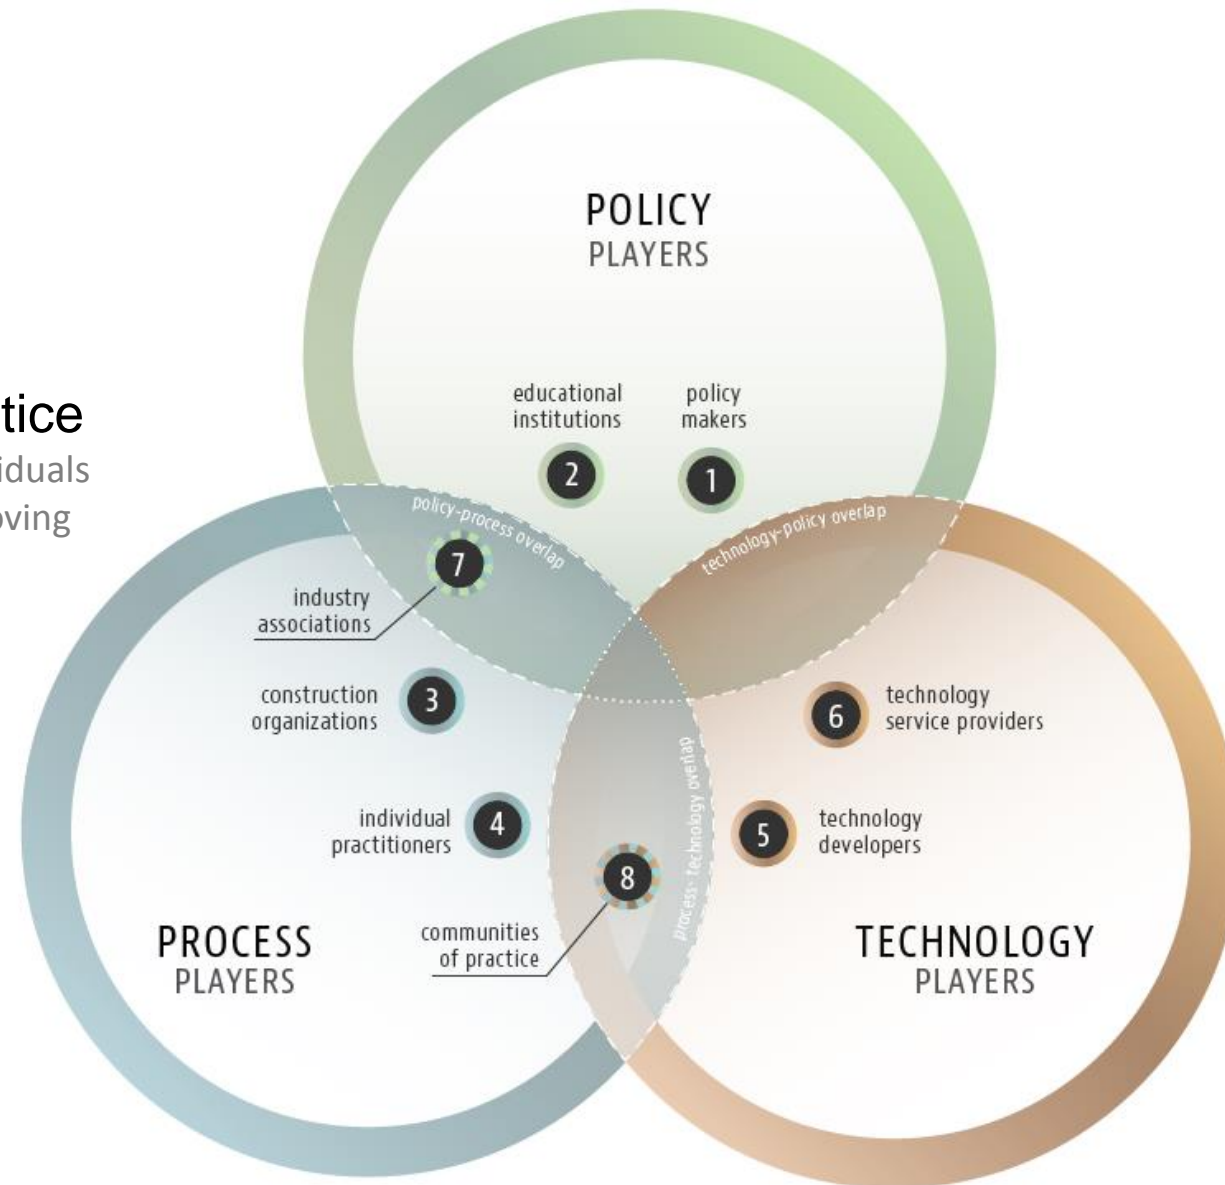 POLICY
PLAYERS
educational
institutions
policy
makers
2
1
tice
iduals
oving
policy-process overlap
technology-policy overlap
7
industry
associations
3
construction
organizations
6
technology
service providers
4
individual
practitioners
5
technology
developers
process- technology overlap
8
communities
of practice
PROCESS
PLAYERS
TECHNOLOGY
PLAYERS